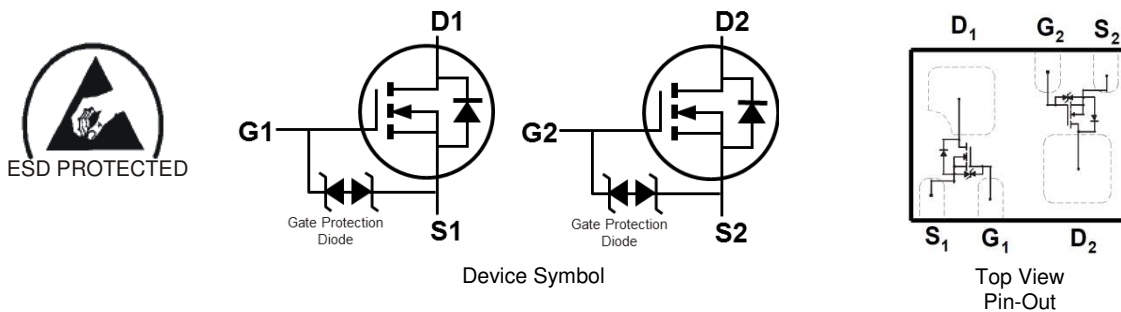 ESD PROTECTED
D1
G1
Gate Protection
Diode
S1
D2
G2
Gate Protection
Diode
S2
Device Symbol
D₁ G₂ S₂
S₁ G₁ D₂
Top View
Pin-Out